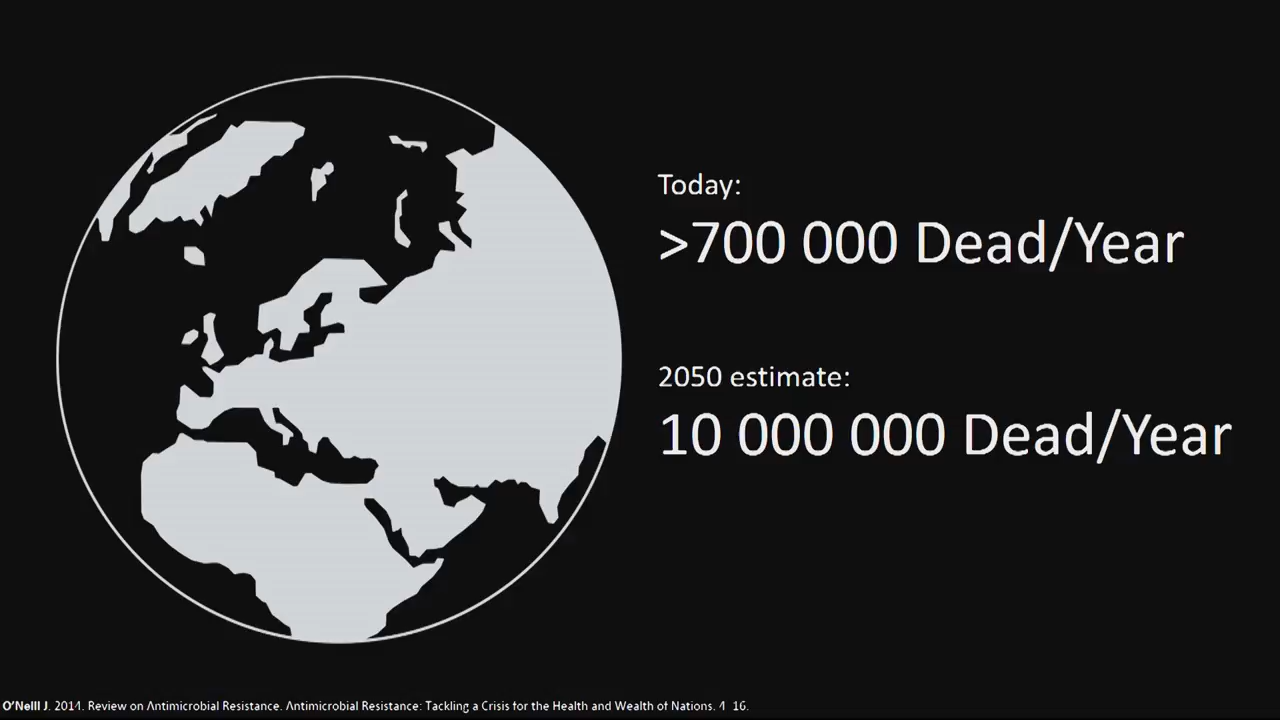 Today:
>700 000 Dead/Year
2050 estimate:
10 000 000 Dead/Year
O'Neill J. 2014. Review on Antimicrobial Resistance. Antimicrobial Resistance: Tackling a Crisis for the Health and Wealth of Nations. 4 16.